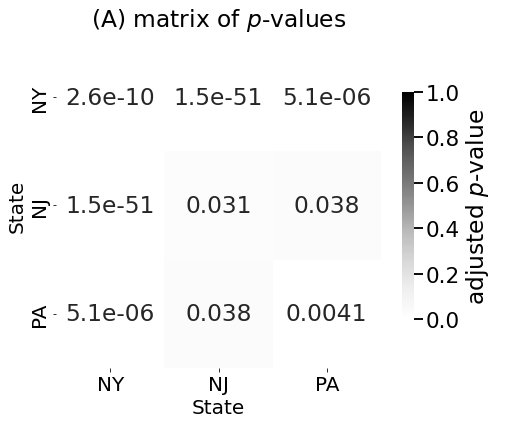 (A) matrix of p-values
NY 2.6e-10 1.5e-51 5.1e-06
NJ 1.5e-51 0.031 0.038
PA 5.1e-06 0.038 0.0041
State
NY NJ PA
State
1.0
0.8
0.6
0.4
0.2
0.0
adjusted p-value